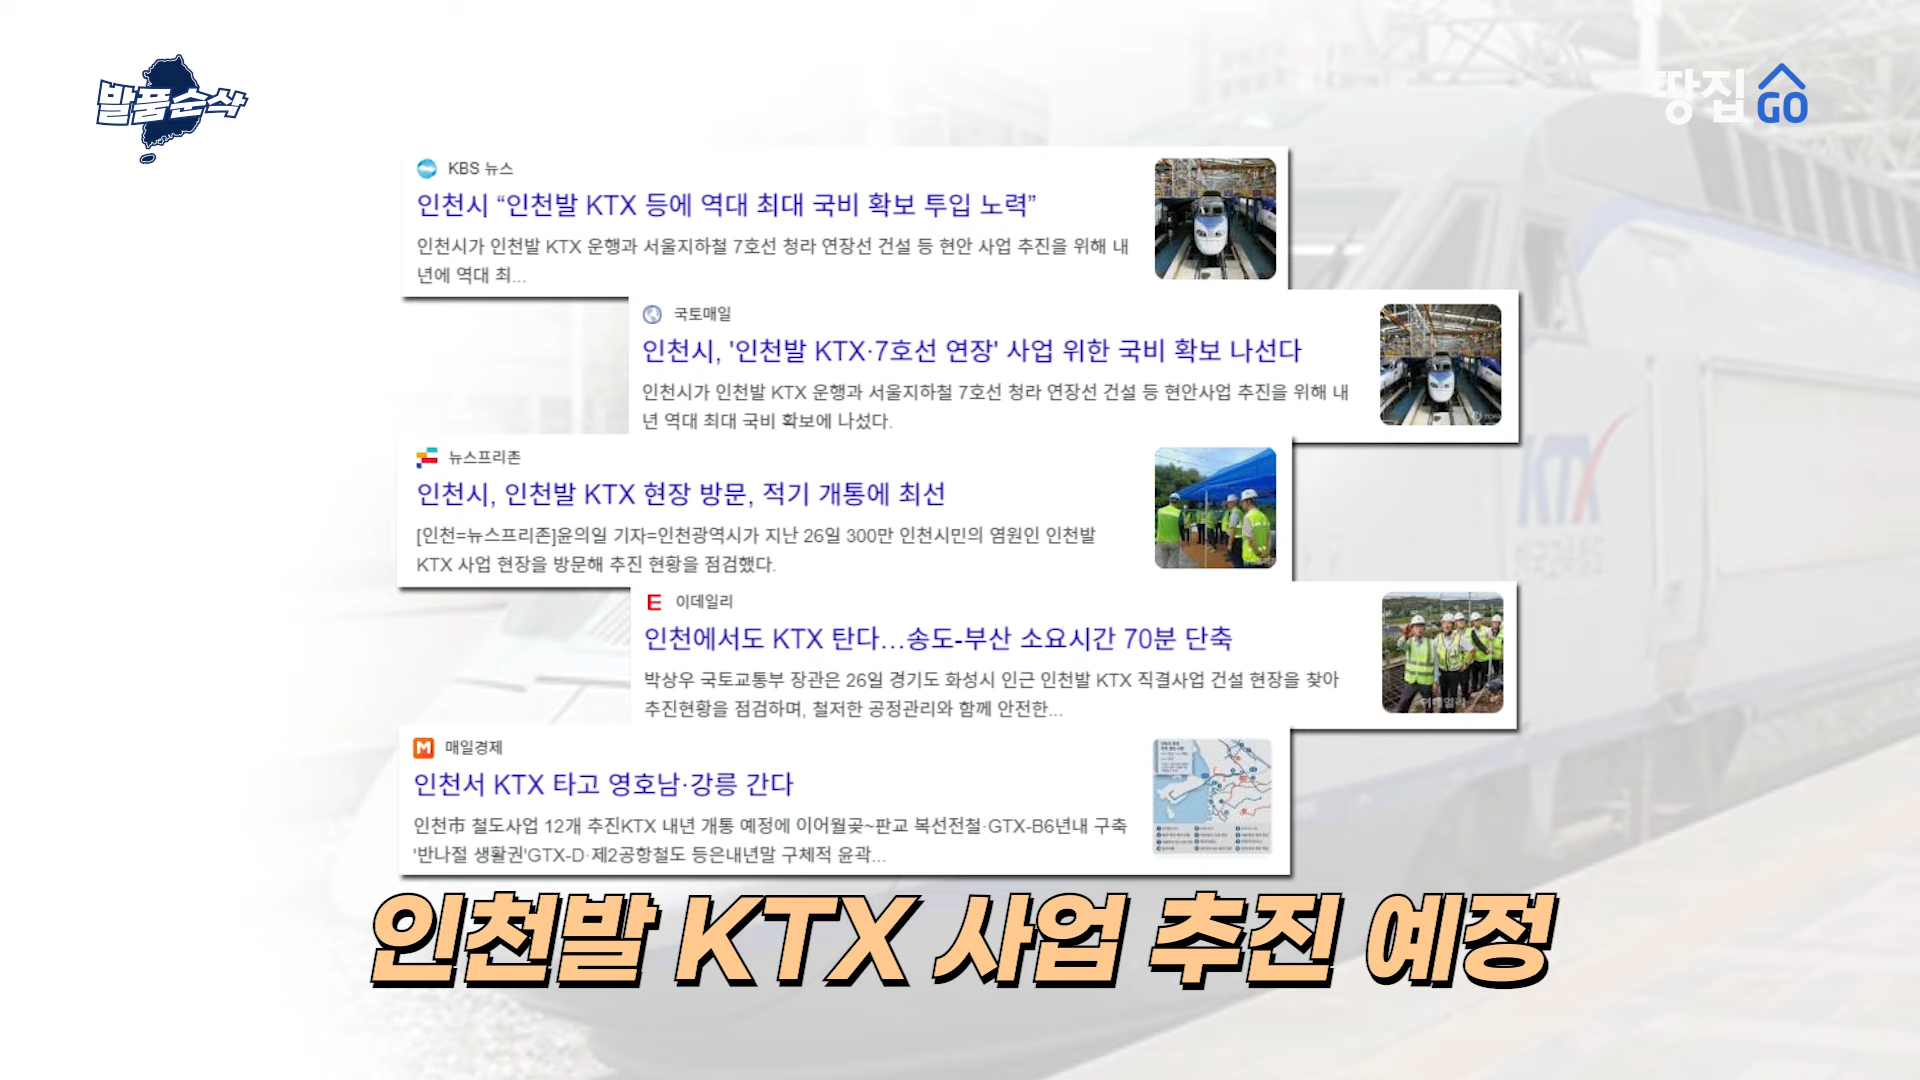 발품순삭
땅집GO
KBS 뉴스
인천시 “인천발 KTX 등에 역대 최대 국비 확보 투입 노력”
인천시가 인천발 KTX 운행과 서울지하철 7호선 청라 연장선 건설 등 현안 사업 추진을 위해 내
년에 역대 최...
국토매일
인천시, '인천발 KTX·7호선 연장' 사업 위한 국비 확보 나선다
인천시가 인천발 KTX 운행과 서울지하철 7호선 청라 연장선 건설 등 현안사업 추진을 위해 내
년 역대 최대 국비 확보에 나섰다.
뉴스프리존
인천시, 인천발 KTX 현장 방문, 적기 개통에 최선
[인천=뉴스프리존]윤의일 기자=인천광역시가 지난 26일 300만 인천시민의 염원인 인천발
KTX 사업 현장을 방문해 추진 현황을 점검했다.
E 이데일리
인천에서도 KTX 탄다…송도-부산 소요시간 70분 단축
박상우 국토교통부 장관은 26일 경기도 화성시 인근 인천발 KTX 직결사업 건설 현장을 찾아
추진현황을 점검하며, 철저한 공정관리와 함께 안전한...
이데일리
M 매일경제
인천서 KTX 타고 영호남·강릉 간다
인천市 철도사업 12개 추진KTX 내년 개통 예정에 이어월곶~판교 복선전철·GTX-B6년내 구축
'반나절 생활권'GTX-D·제2공항철도 등은내년말 구체적 윤곽...
KTX
인천발 KTX 사업 추진 예정